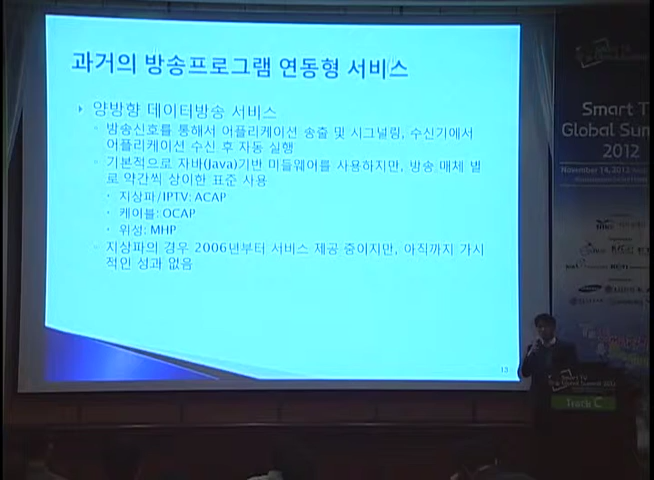 과거의 방송프로그램 연동형 서비스
양방향 데이터방송 서비스
방송신호를 통해서 어플리케이션 송출 및 시그널링, 수신기에서
어플리케이션 수신 후 자동 실행
기본적으로 자바(Java)기반 미들웨어를 사용하지만, 방송 매체 별
로 약간씩 상이한 표준 사용
지상파/IPTV: ACAP
케이블: OCAP
위성: MHP
지상파의 경우 2006년부터 서비스 제공 중이지만, 아직까지 가시
적인 성과 없음
13
Smart T
Global Sum
2012
November 14, 2012
Smart TV
Global Summit 2012
Track C